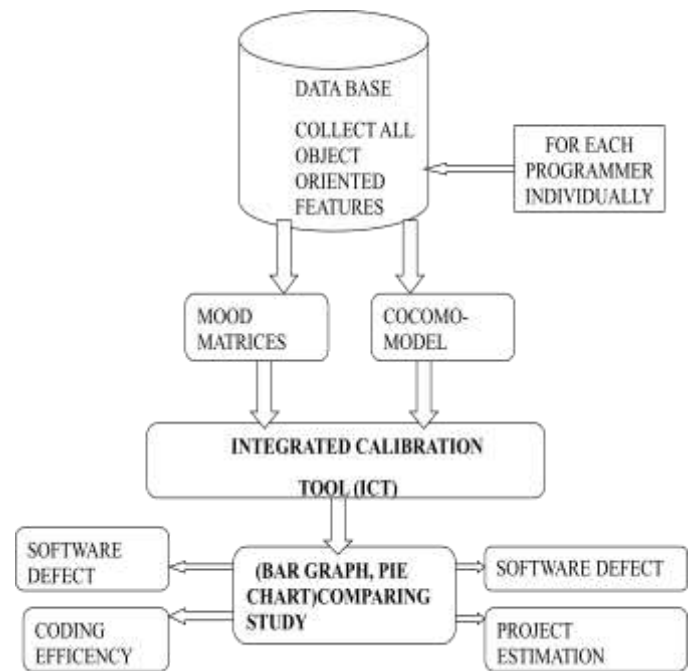 DATA BASE
COLLECT ALL
OBJECT
ORIENTED
FEATURES
FOR EACH
PROGRAMMER
INDIVIDUALLY
MOOD
MATRICES
COCOMO-
MODEL
INTEGRATED CALIBRATION
TOOL (ICT)
SOFTWARE
DEFECT
(BAR GRAPH, PIE
CHART)COMPARING
STUDY
SOFTWARE DEFECT
CODING
EFFICENCY
PROJECT
ESTIMATION